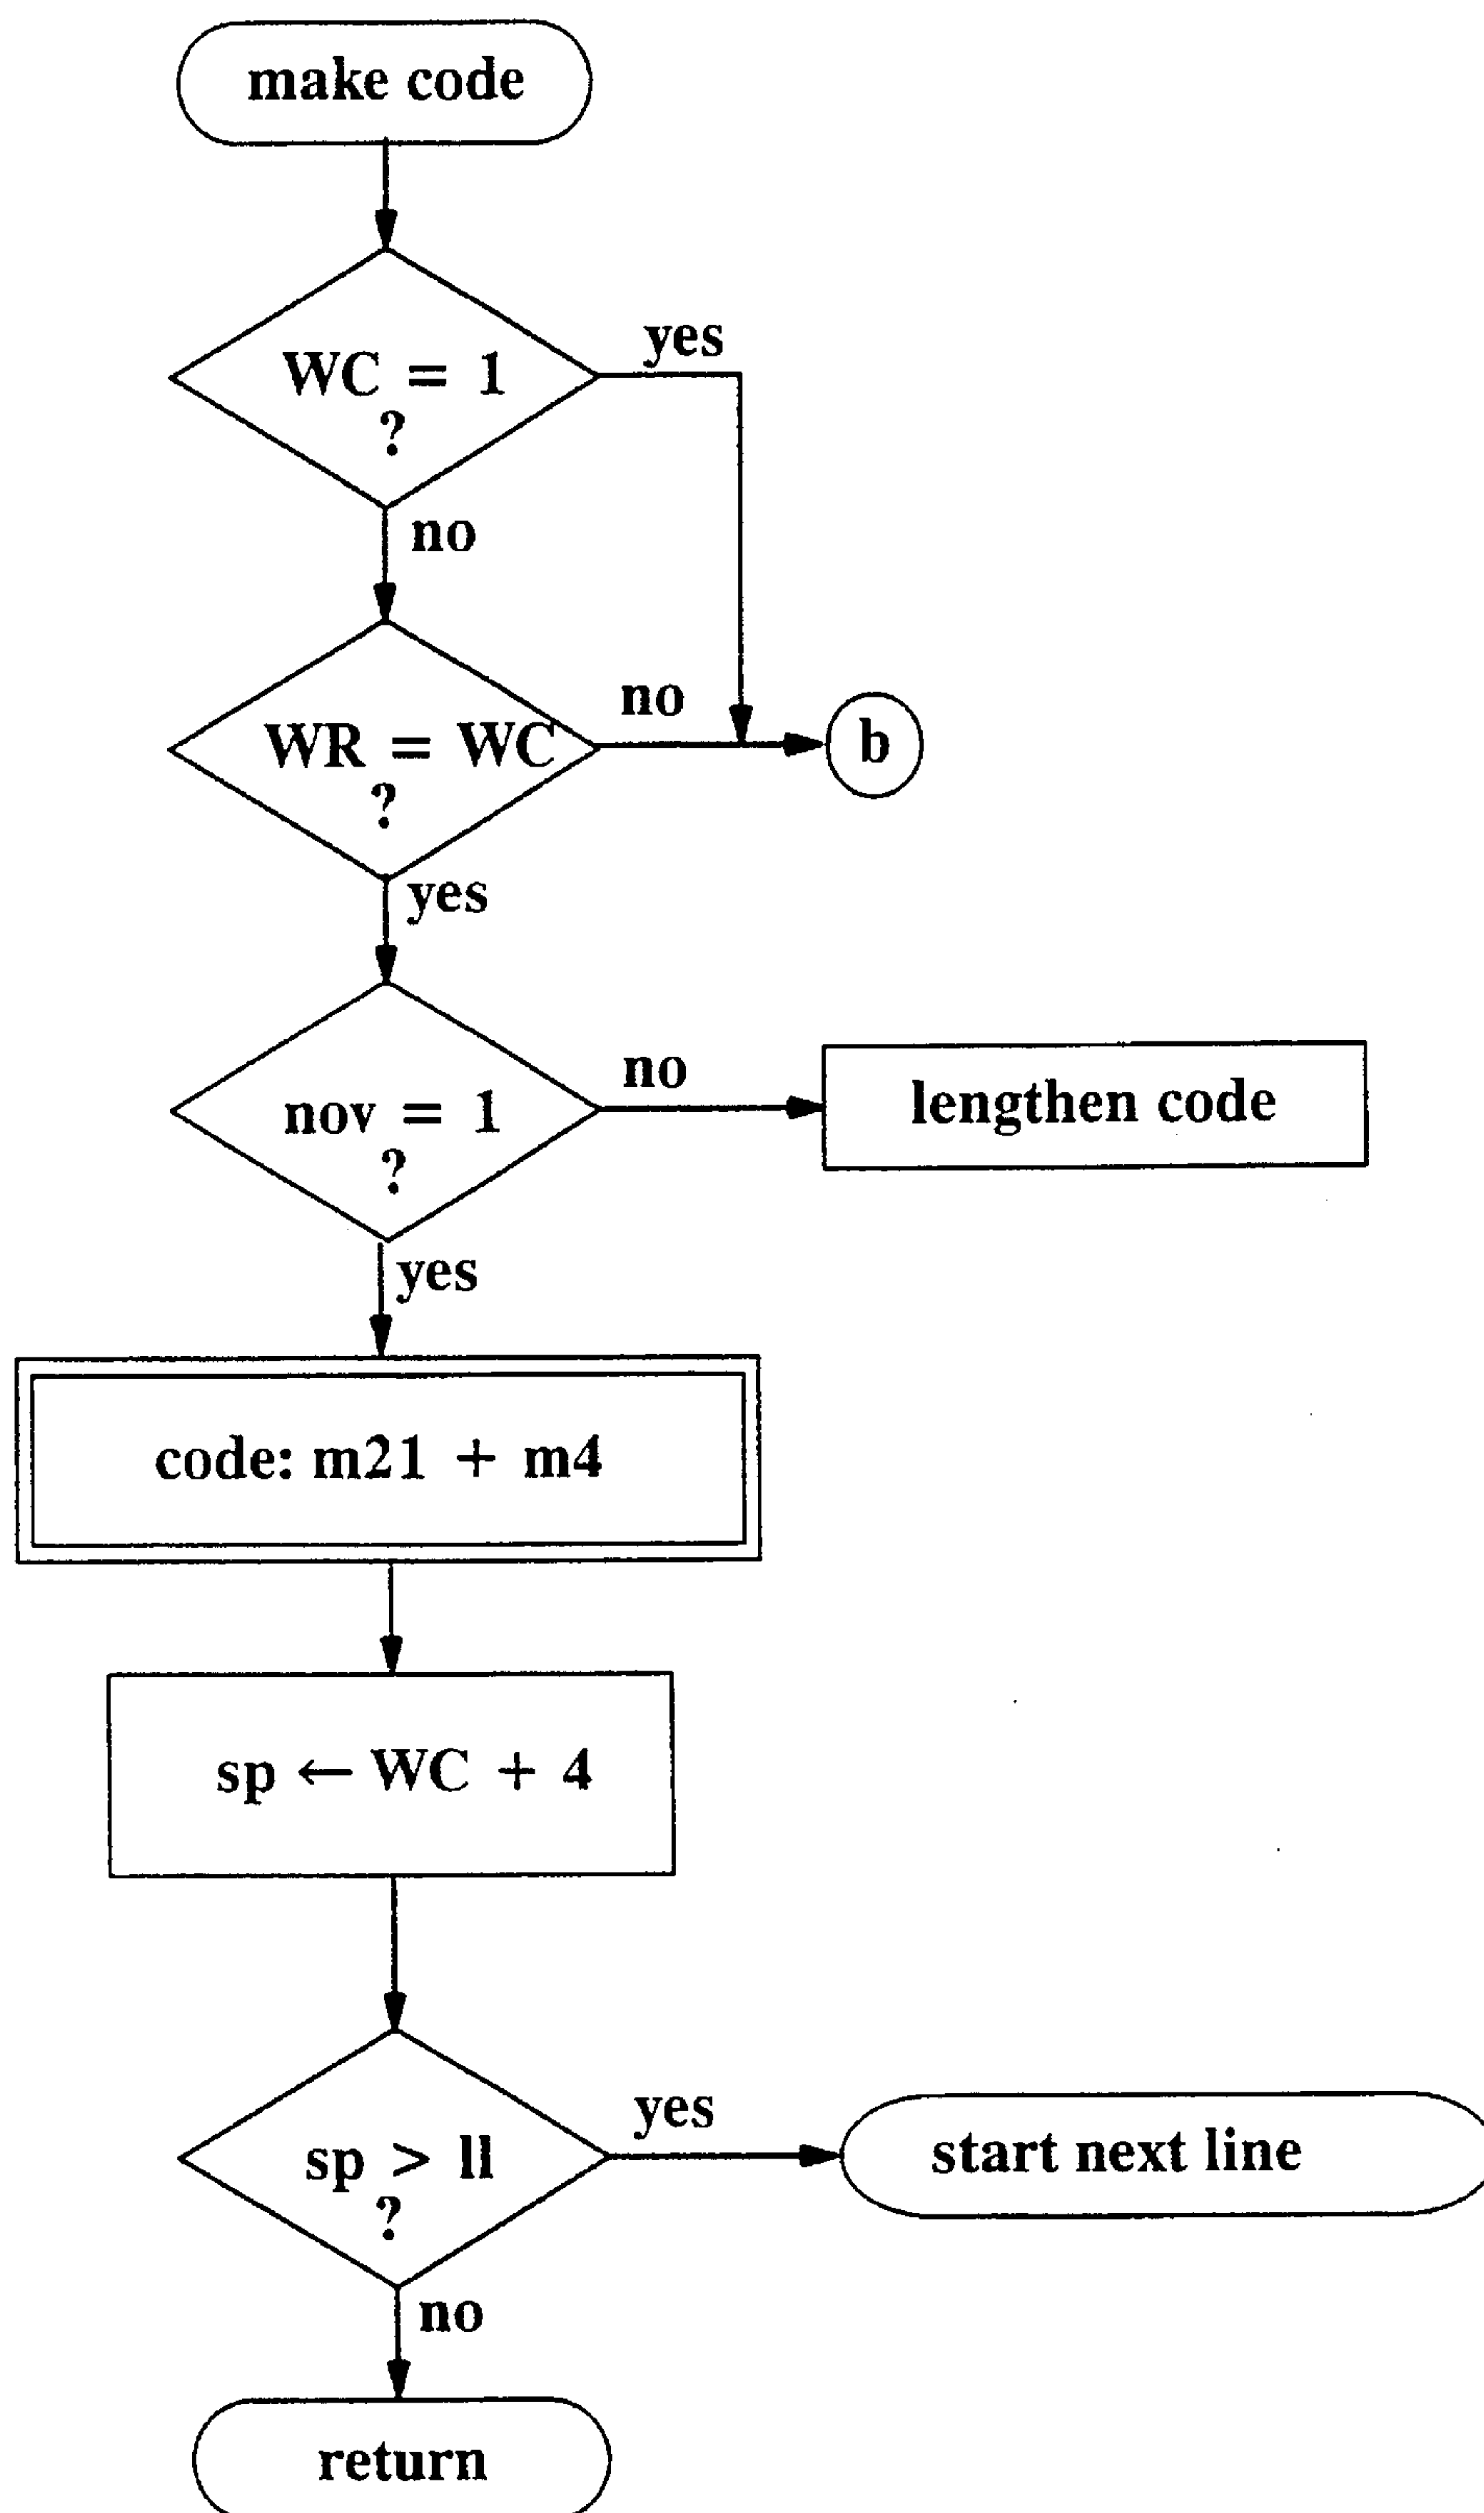 make code
WC = 1
?
yes
no
WR = WC
?
no
b
yes
nov = 1
?
no
lengthen code
yes
code: m21 + m4
sp ← WC + 4
sp > ll
?
yes
start next line
no
return